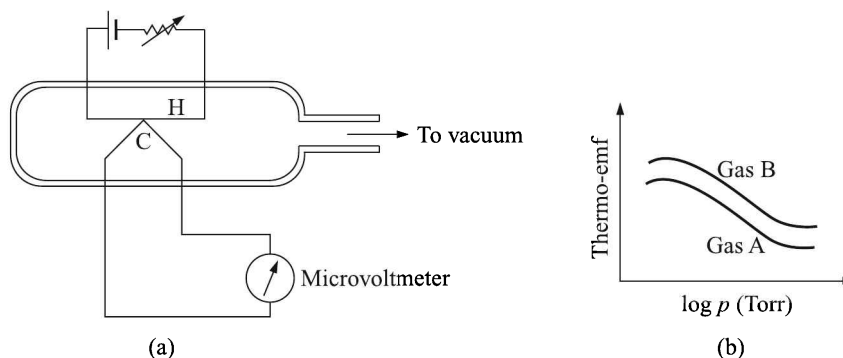 H
C
To vacuum
Microvoltmeter
(a)
Thermo-emf
Gas B
Gas A
log p (Torr)
(b)